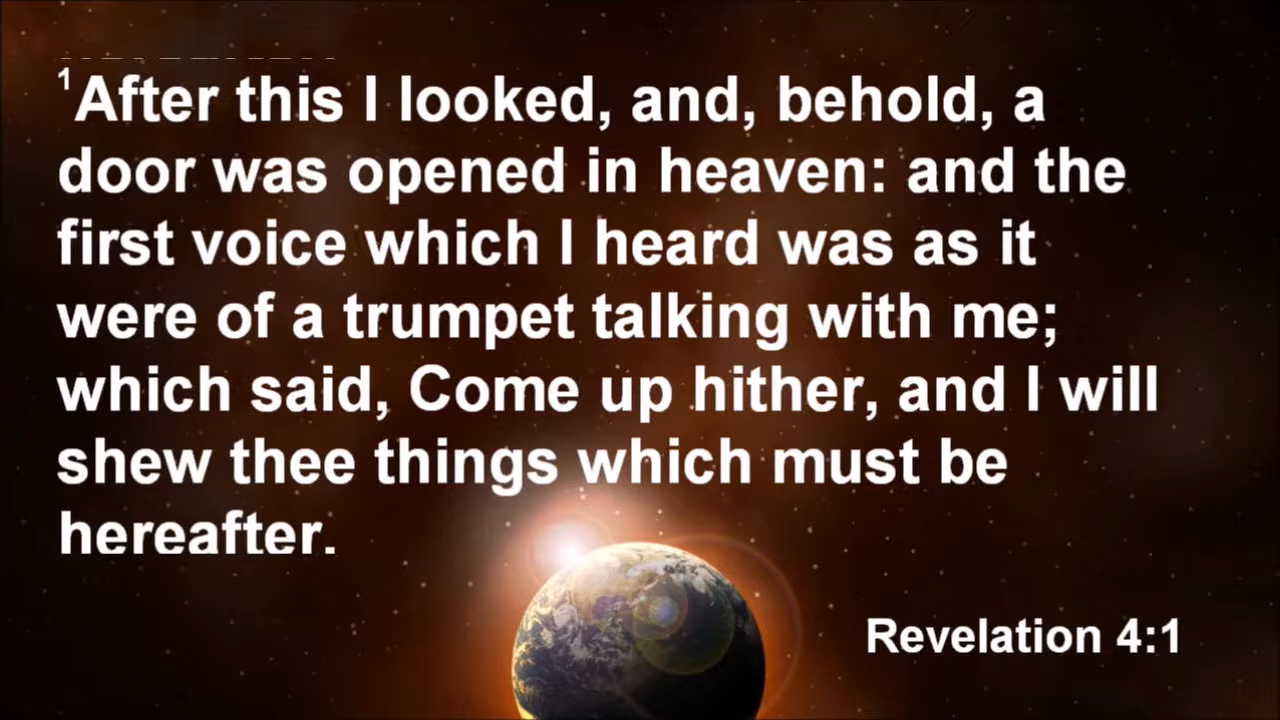 1After this I looked, and, behold, a
door was opened in heaven: and the
first voice which I heard was as it
were of a trumpet talking with me;
which said, Come up hither, and I will
shew thee things which must be
hereafter.
Revelation 4:1